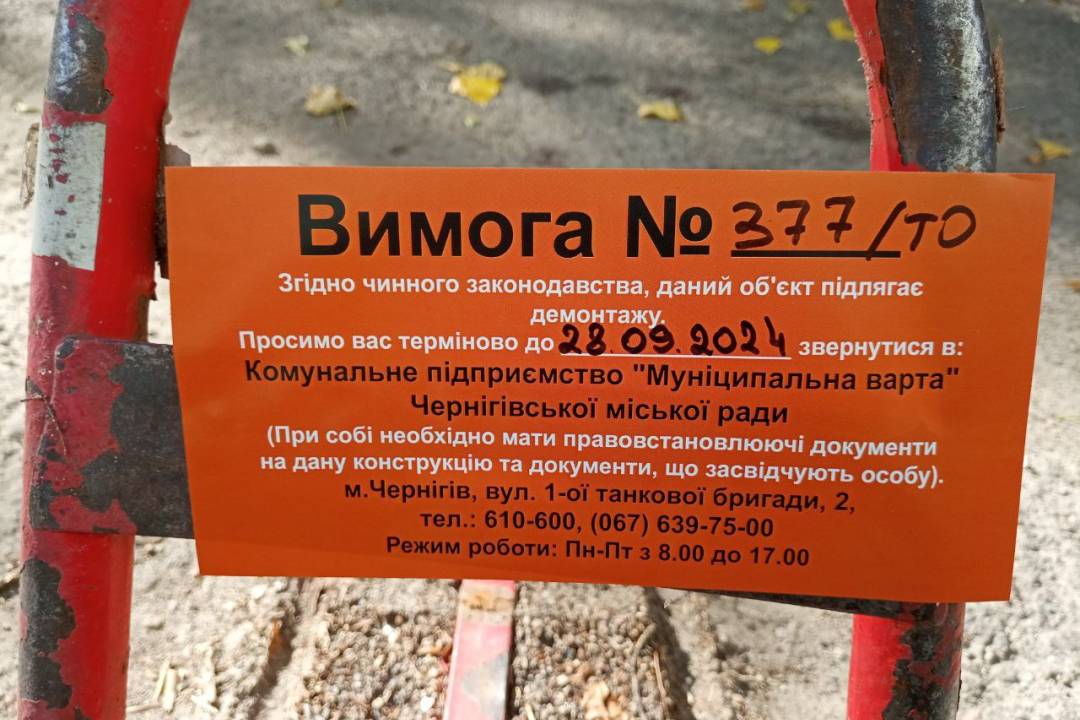 Вимога № 377/ТО
Згідно чинного законодавства, даний об'єкт підлягає
демонтажу.
Просимо вас терміново до 28.09.2024 звернутися в:
Комунальне підприємство "Муніципальна варта"
Чернігівської міської ради
(При собі необхідно мати правовстановлюючі документи
на дану конструкцію та документи, що засвідчують особу).
м.Чернігів, вул. 1-ої танкової бригади, 2,
тел.: 610-600, (067) 639-75-00
Режим роботи: Пн-Пт з 8.00 до 17.00